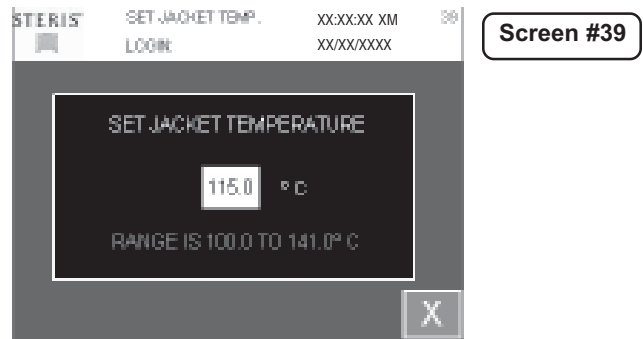 STERIS SET JACKET TEMP. XX:XX:XX XM 39
LOGIN: XX/XX/XXXX
Screen #39
SET JACKET TEMPERATURE
115.0 º C
RANGE IS 100.0 TO 141.0º C
X